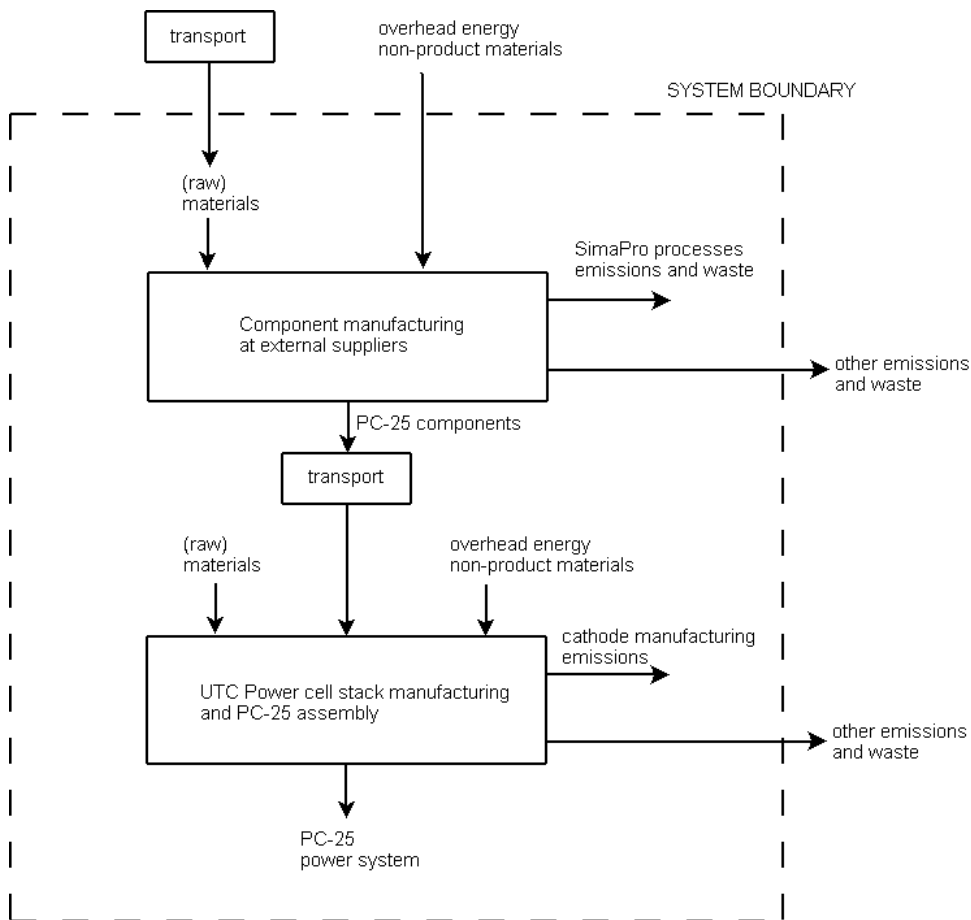 transport
overhead energy
non-product materials
SYSTEM BOUNDARY
(raw)
materials
SimaPro processes
emissions and waste
Component manufacturing
at external suppliers
other emissions
and waste
PC-25 components
transport
(raw)
materials
overhead energy
non-product materials
cathode manufacturing
emissions
UTC Power cell stack manufacturing
and PC-25 assembly
other emissions
and waste
PC-25
power system